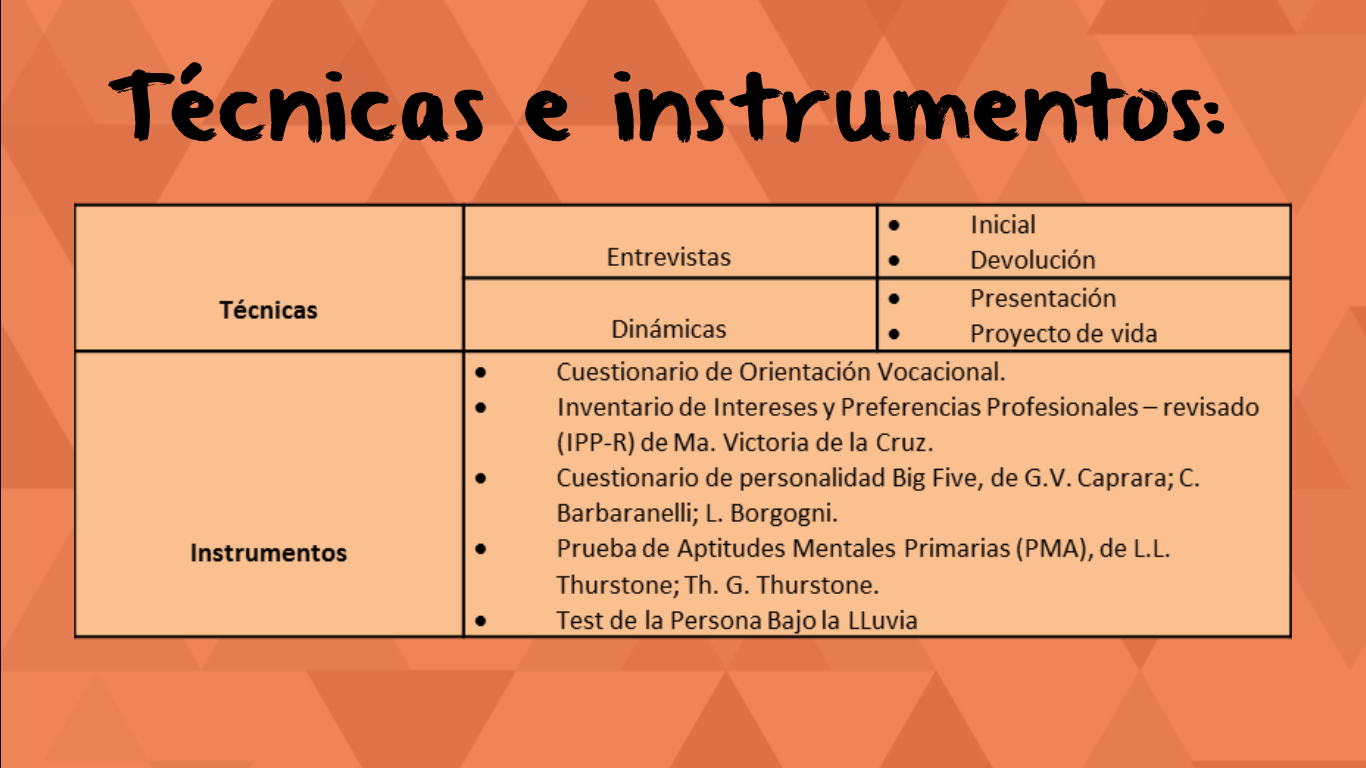 Técnicas e instrumentos:
Técnicas
Entrevistas
Inicial
Devolución
Dinámicas
Presentación
Proyecto de vida
Instrumentos
Cuestionario de Orientación Vocacional.
Inventario de Intereses y Preferencias Profesionales – revisado
(IPP-R) de Ma. Victoria de la Cruz.
Cuestionario de personalidad Big Five, de G.V. Caprara; C.
Barbaranelli; L. Borgogni.
Prueba de Aptitudes Mentales Primarias (PMA), de L.L.
Thurstone; Th. G. Thurstone.
Test de la Persona Bajo la LLuvia